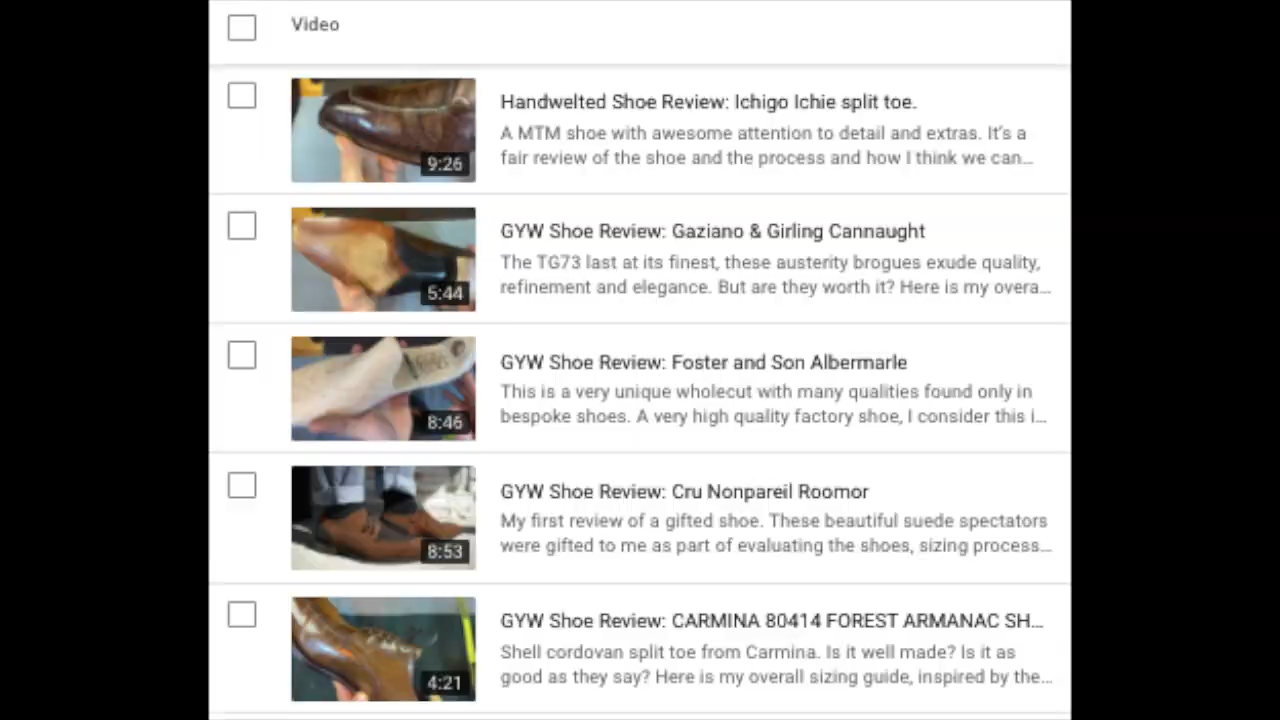 Video
Handwelted Shoe Review: Ichigo Ichie split toe.
A MTM shoe with awesome attention to detail and extras. It's a
fair review of the shoe and the process and how I think we can…
9:26
GYW Shoe Review: Gaziano & Girling Cannaught
The TG73 last at its finest, these austerity brogues exude quality,
refinement and elegance. But are they worth it? Here is my overa…
5:44
GYW Shoe Review: Foster and Son Albermarle
This is a very unique wholecut with many qualities found only in
bespoke shoes. A very high quality factory shoe, I consider this i…
8:46
GYW Shoe Review: Cru Nonpareil Roomor
My first review of a gifted shoe. These beautiful suede spectators
were gifted to me as part of evaluating the shoes, sizing process…
8:53
GYW Shoe Review: CARMINA 80414 FOREST ARMANAC SH…
Shell cordovan split toe from Carmina. Is it well made? Is it as
good as they say? Here is my overall sizing guide, inspired by the…
4:21